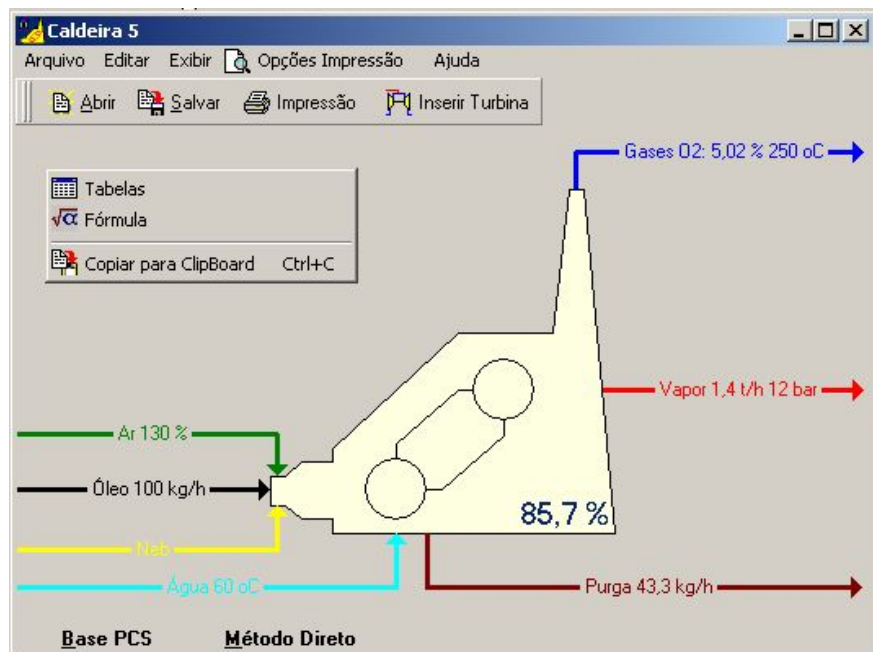 Caldeira 5
Arquivo Editar Exibir Opções Impressão Ajuda
Abrir Salvar Impressão Inserir Turbina
Gases O2: 5,02 % 250 oC
Tabelas
√α Fórmula
Copiar para ClipBoard Ctrl+C
Vapor 1,4 t/h 12 bar
Ar 130 %
Óleo 100 kg/h
85,7 %
Neb
Água 60 oC
Purga 43,3 kg/h
Base PCS Método Direto